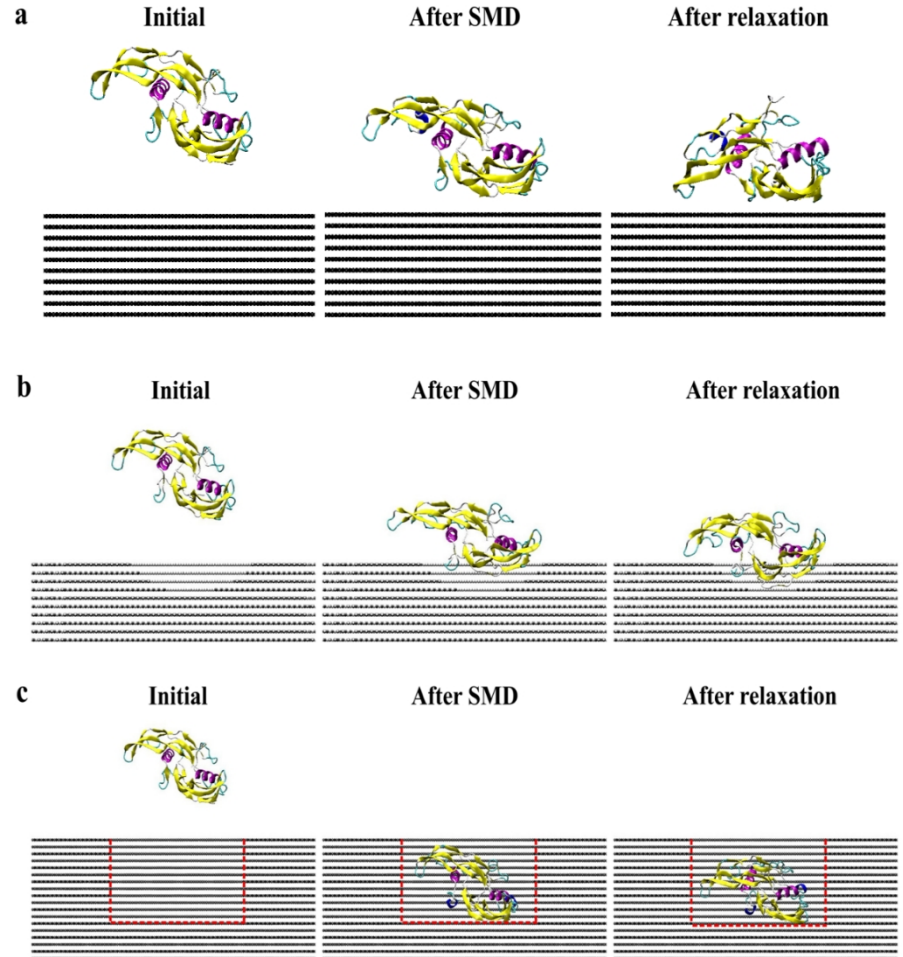 a
Initial After SMD After relaxation
b
Initial After SMD After relaxation
c
Initial After SMD After relaxation